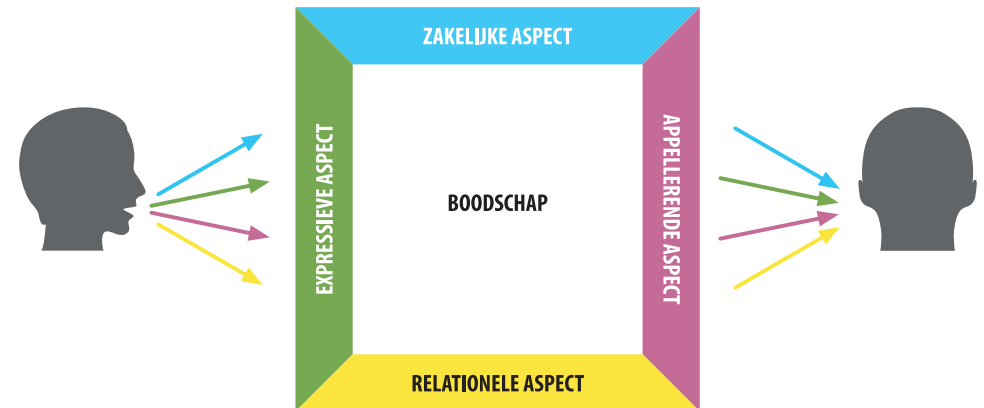 ZAKELIJKE ASPECT
EXPRESSIEVE ASPECT
BOODSCHAP
APPELLERENDE ASPECT
RELATIONELE ASPECT